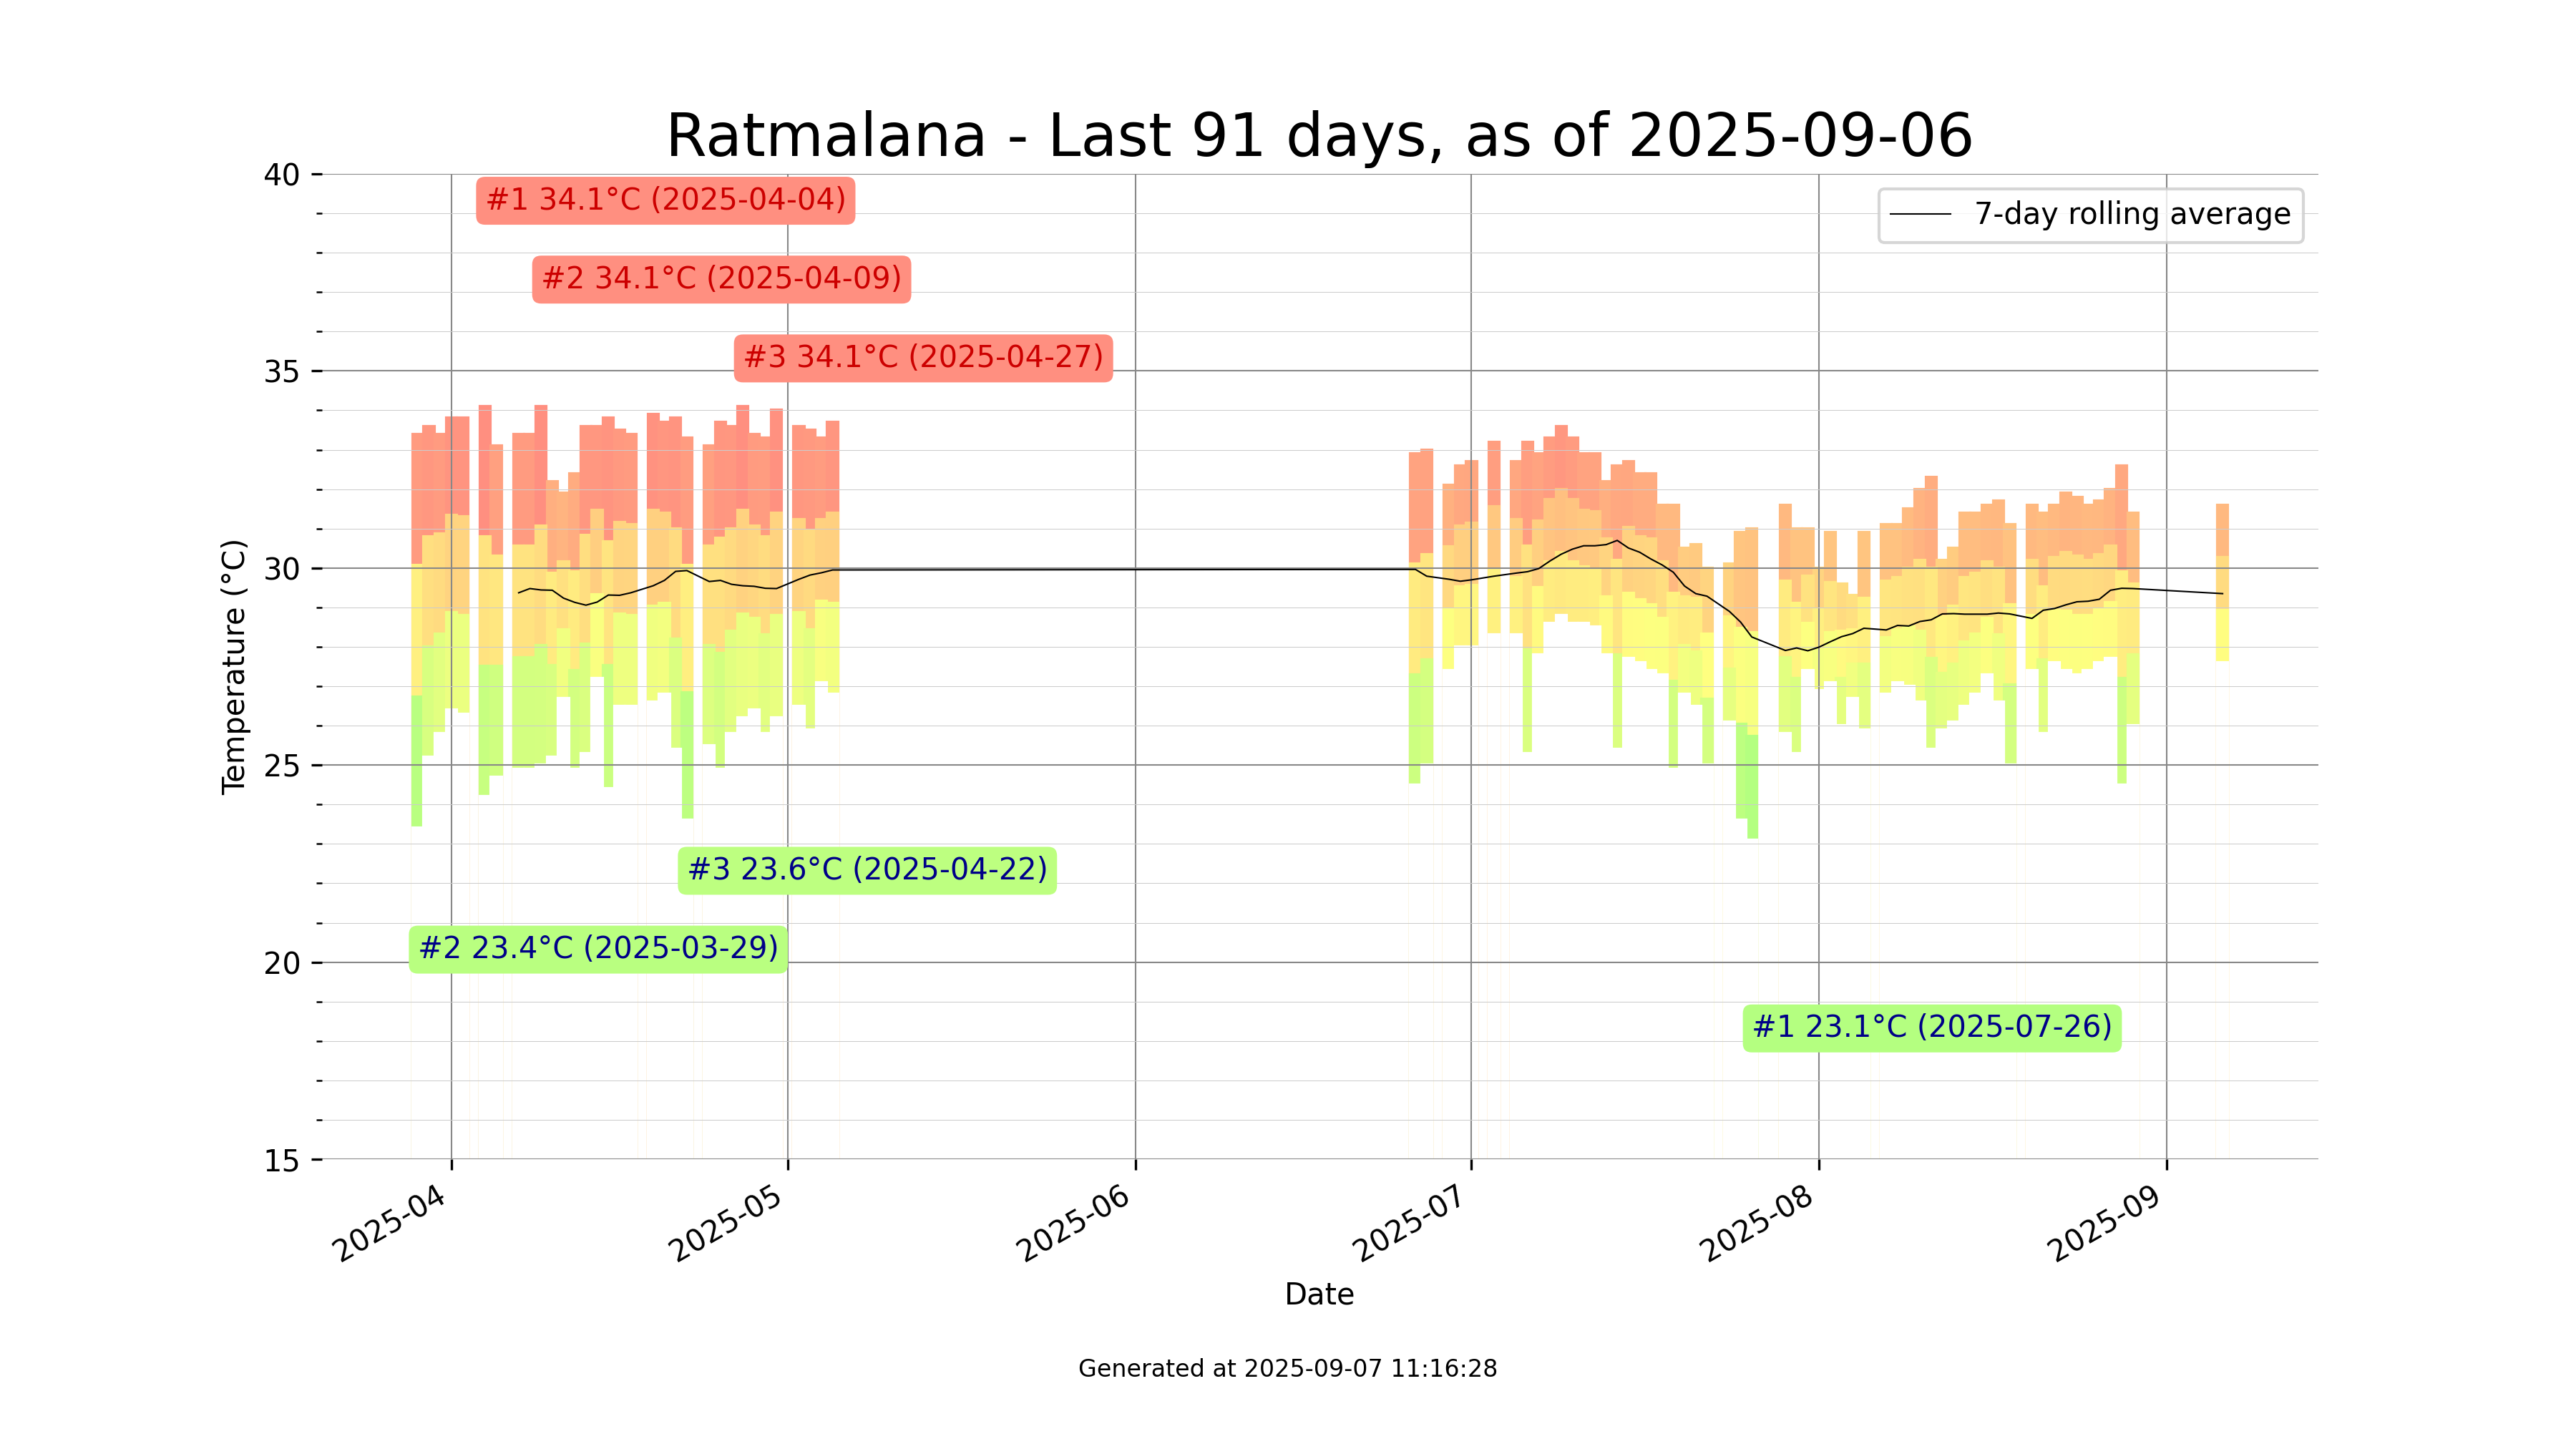 Ratmalana - Last 91 days, as of 2025-09-06
40
#1 34.1°C (2025-04-04)
7-day rolling average
#2 34.1°C (2025-04-09)
#3 34.1°C (2025-04-27)
35
30
Temperature (°C)
25
#3 23.6°C (2025-04-22)
#2 23.4°C (2025-03-29)
20
#1 23.1°C (2025-07-26)
15
2025-04
2025-05
2025-06
2025-07
2025-08
2025-09
Date
Generated at 2025-09-07 11:16:28